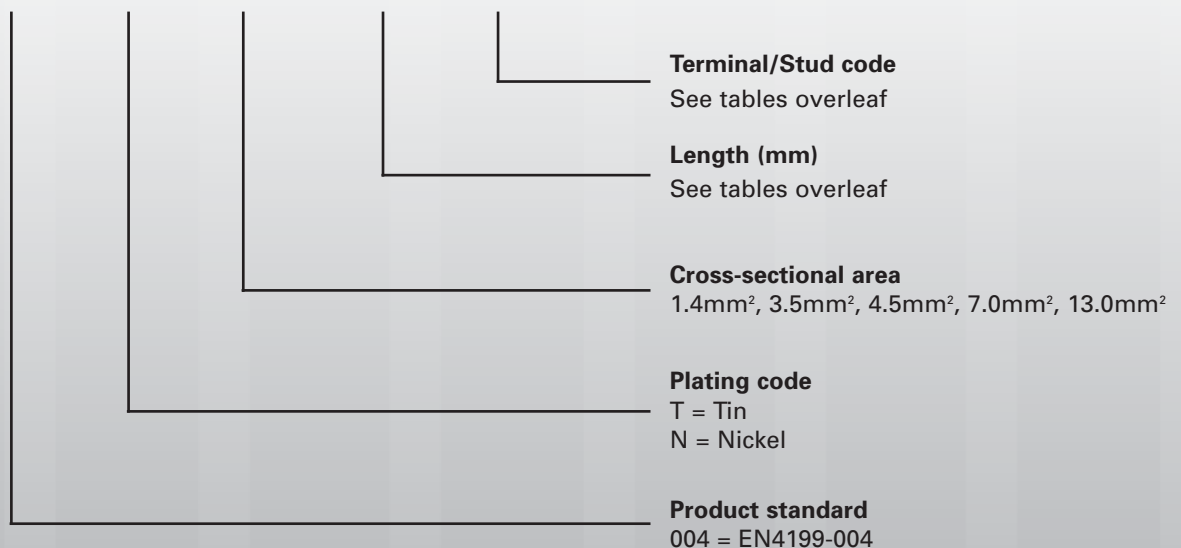 Terminal/Stud code
See tables overleaf
Length (mm)
See tables overleaf
Cross-sectional area
1.4mm², 3.5mm², 4.5mm², 7.0mm², 13.0mm²
Plating code
T = Tin
N = Nickel
Product standard
004 = EN4199-004